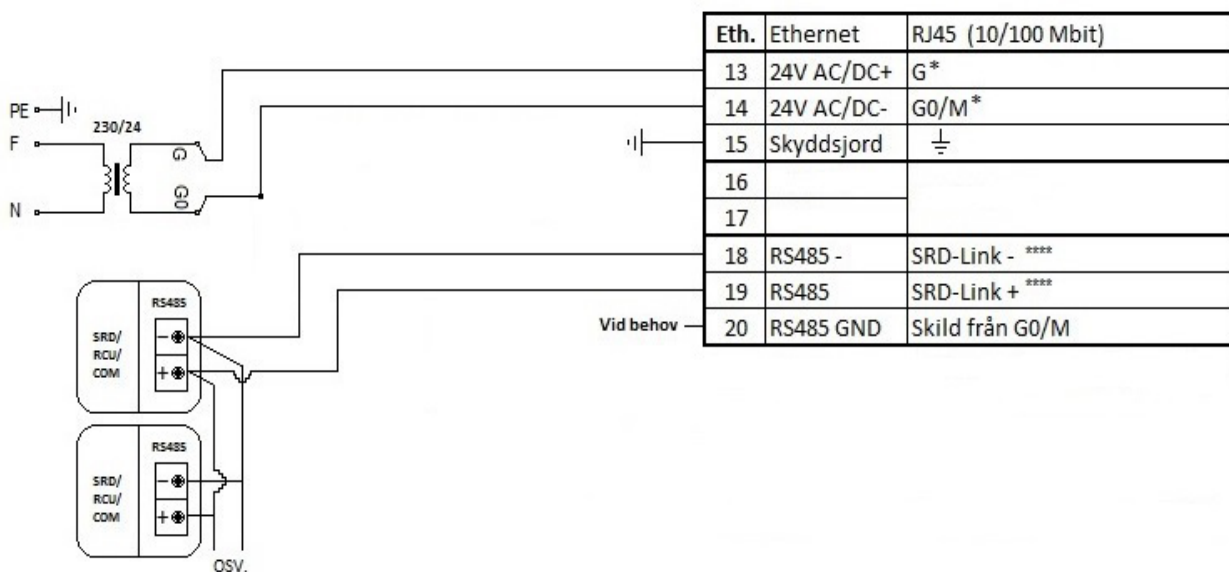 Eth. Ethernet RJ45 (10/100 Mbit)
13 24V AC/DC+ G*
14 24V AC/DC- G0/M*
15 Skyddsjord
16
17
18 RS485 - SRD-Link - ****
19 RS485 SRD-Link + ****
20 RS485 GND Skild från G0/M
PE
F
N
230/24
G
G0
Vid behov
RS485
SRD/
RCU/
COM
-
+
RS485
SRD/
RCU/
COM
-
+
OSV.